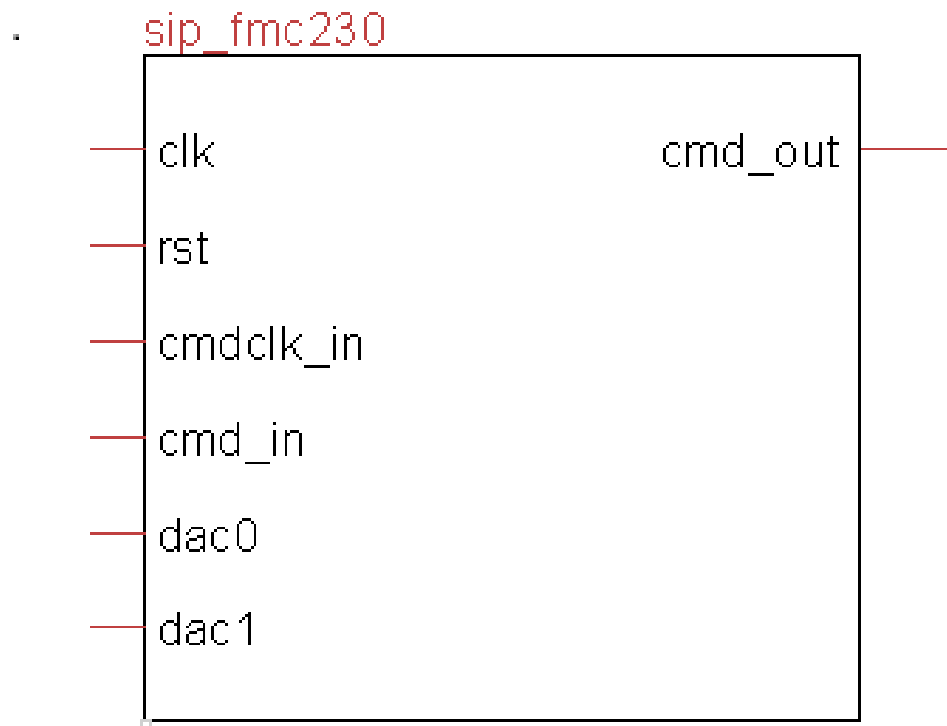 sip_fmc230
clk
cmd_out
rst
cmdclk_in
cmd_in
dac0
dac1